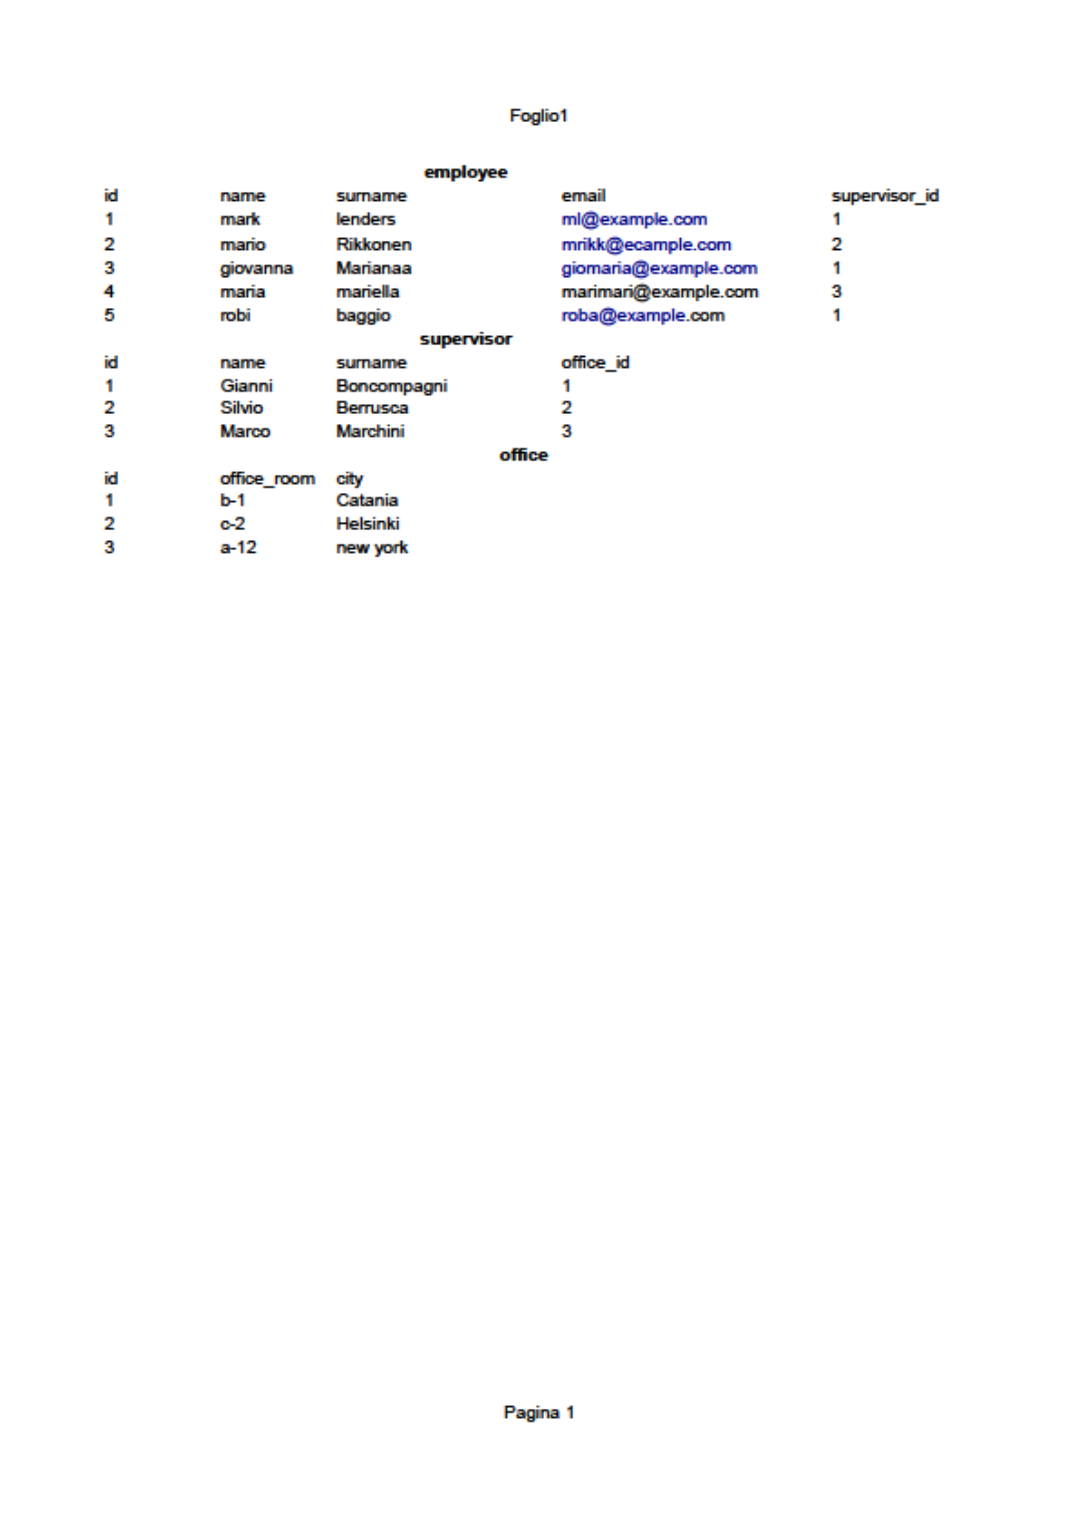 Foglio1
employee
id name surname email supervisor_id
1 mark lenders ml@example.com 1
2 mario Rikkonen mrikk@ecample.com 2
3 giovanna Marianaa giomaria@example.com 1
4 maria mariella marimari@example.com 3
5 robi baggio roba@example.com 1
supervisor
id name surname office_id
1 Gianni Boncompagni 1
2 Silvio Berrusca 2
3 Marco Marchini 3
office
id office_room city
1 b-1 Catania
2 c-2 Helsinki
3 a-12 new york
Pagina 1